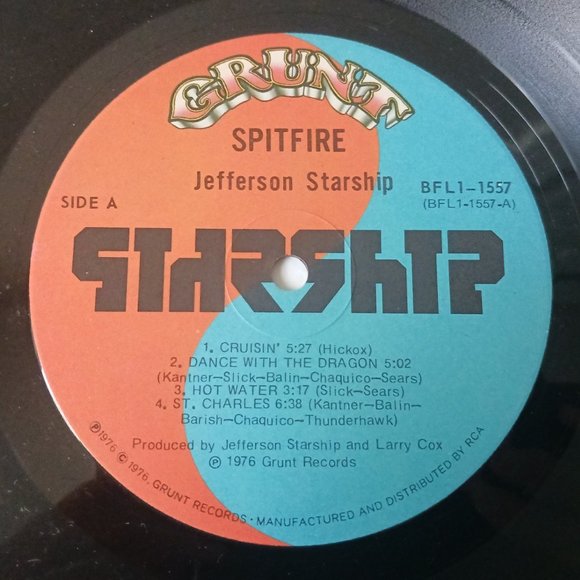 GRUNT
SPITFIRE
Jefferson Starship
SIDE A
BFL1-1557
(BFL1-1557-A)
STARSHIP
1. CRUISIN' 5:27 (Hickox)
2. DANCE WITH THE DRAGON 5:02
(Kantner-Slick-Balin-Chaquico-Sears)
3. HOT WATER 3:17 (Slick-Sears)
4. ST. CHARLES 6:38 (Kantner-Balin-
Barish-Chaquico-Thunderhawk)
Produced by Jefferson Starship and Larry Cox
℗ 1976 Grunt Records
℗1976 © 1976, GRUNT RECORDS • MANUFACTURED AND DISTRIBUTED BY RCA